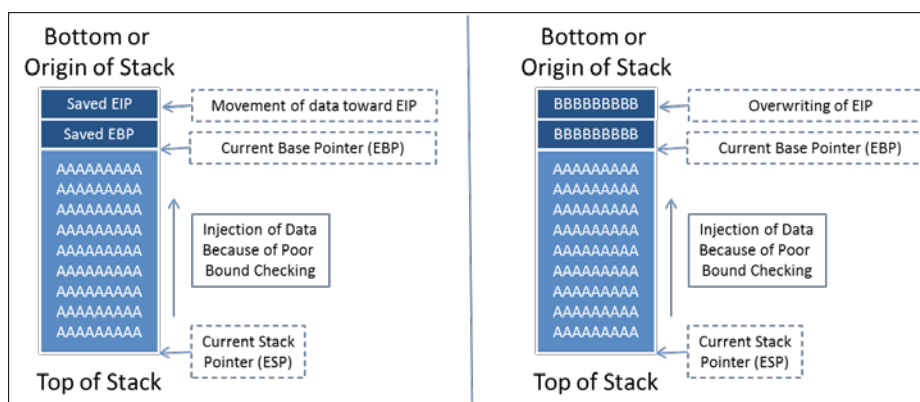 Bottom or
Origin of Stack
Saved EIP
Movement of data toward EIP
Saved EBP
Current Base Pointer (EBP)
AAAAAAAAA
AAAAAAAAA
AAAAAAAAA
AAAAAAAAA
AAAAAAAAA
AAAAAAAAA
AAAAAAAAA
AAAAAAAAA
AAAAAAAAA
Injection of Data
Because of Poor
Bound Checking
Current Stack
Pointer (ESP)
Top of Stack
Bottom or
Origin of Stack
BBBBBBBBB
Overwriting of EIP
BBBBBBBBB
Current Base Pointer (EBP)
AAAAAAAAA
AAAAAAAAA
AAAAAAAAA
AAAAAAAAA
AAAAAAAAA
AAAAAAAAA
AAAAAAAAA
AAAAAAAAA
AAAAAAAAA
Injection of Data
Because of Poor
Bound Checking
Current Stack
Pointer (ESP)
Top of Stack